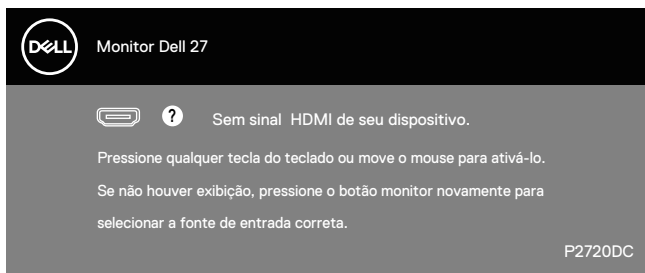 DELL
Monitor Dell 27
? Sem sinal HDMI de seu dispositivo.
Pressione qualquer tecla do teclado ou move o mouse para ativá-lo.
Se não houver exibição, pressione o botão monitor novamente para
selecionar a fonte de entrada correta.
P2720DC